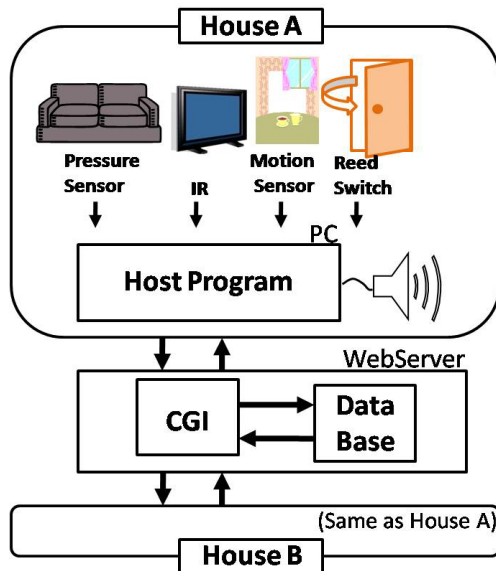 House A
Pressure
Sensor
IR
Motion
Sensor
Reed
Switch
PC
Host Program
WebServer
CGI
Data
Base
(Same as House A)
House B